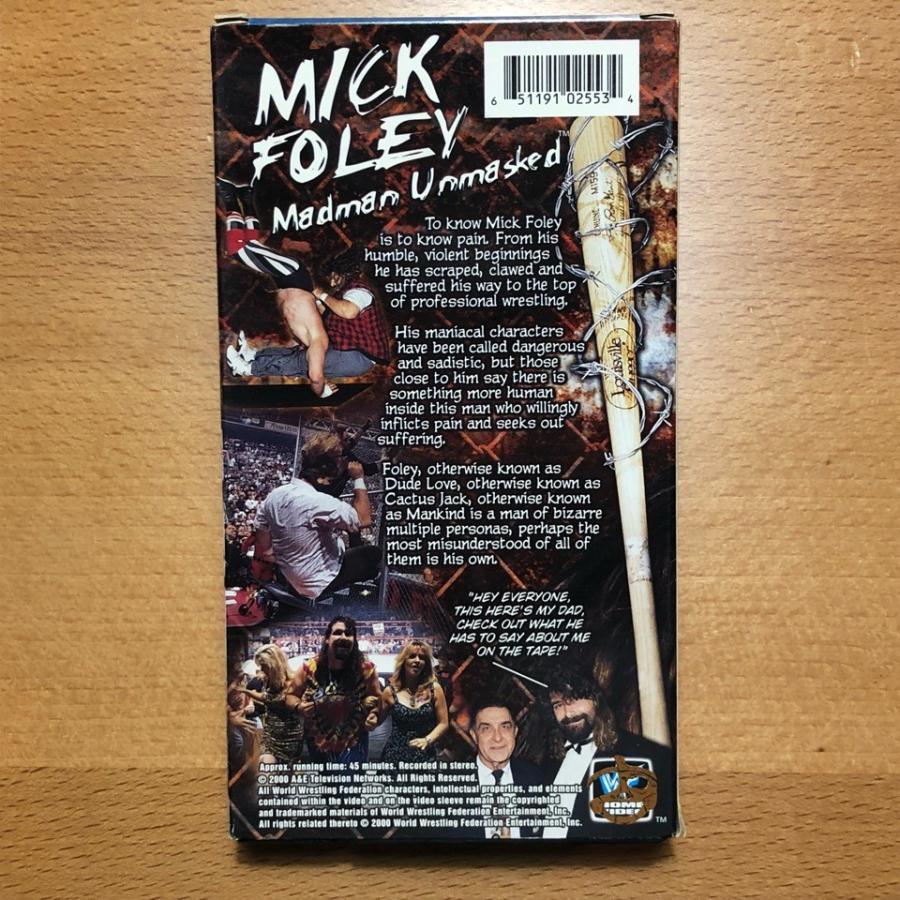 MICK
FOLEY
Madman Unmasked™
6 51191 02553 4
To know Mick Foley
is to know pain. From his
humble, violent beginnings
he has scraped, clawed and
suffered his way to the top
of professional wrestling.
His maniacal characters
have been called dangerous
and sadistic, but those
close to him say there is
something more human
inside this man who willingly
inflicts pain and seeks out
suffering.
Foley, otherwise known as
Dude Love, otherwise known as
Cactus Jack, otherwise known
as Mankind is a man of bizarre
multiple personas, perhaps the
most misunderstood of all of
them is his own.
M159
Louisville
"HEY EVERYONE,
THIS HERE'S MY DAD,
CHECK OUT WHAT HE
HAS TO SAY ABOUT ME
ON THE TAPE!"
Approx. running time: 45 minutes. Recorded in stereo.
© 2000 A&E Television Networks. All Rights Reserved.
All World Wrestling Federation characters, intellectual properties, and elements
contained within the video and on the video sleeve remain the copyrighted
and trademarked materials of World Wrestling Federation Entertainment, Inc.
All rights related thereto © 2000 World Wrestling Federation Entertainment, Inc.
HOME
VIDEO
TM